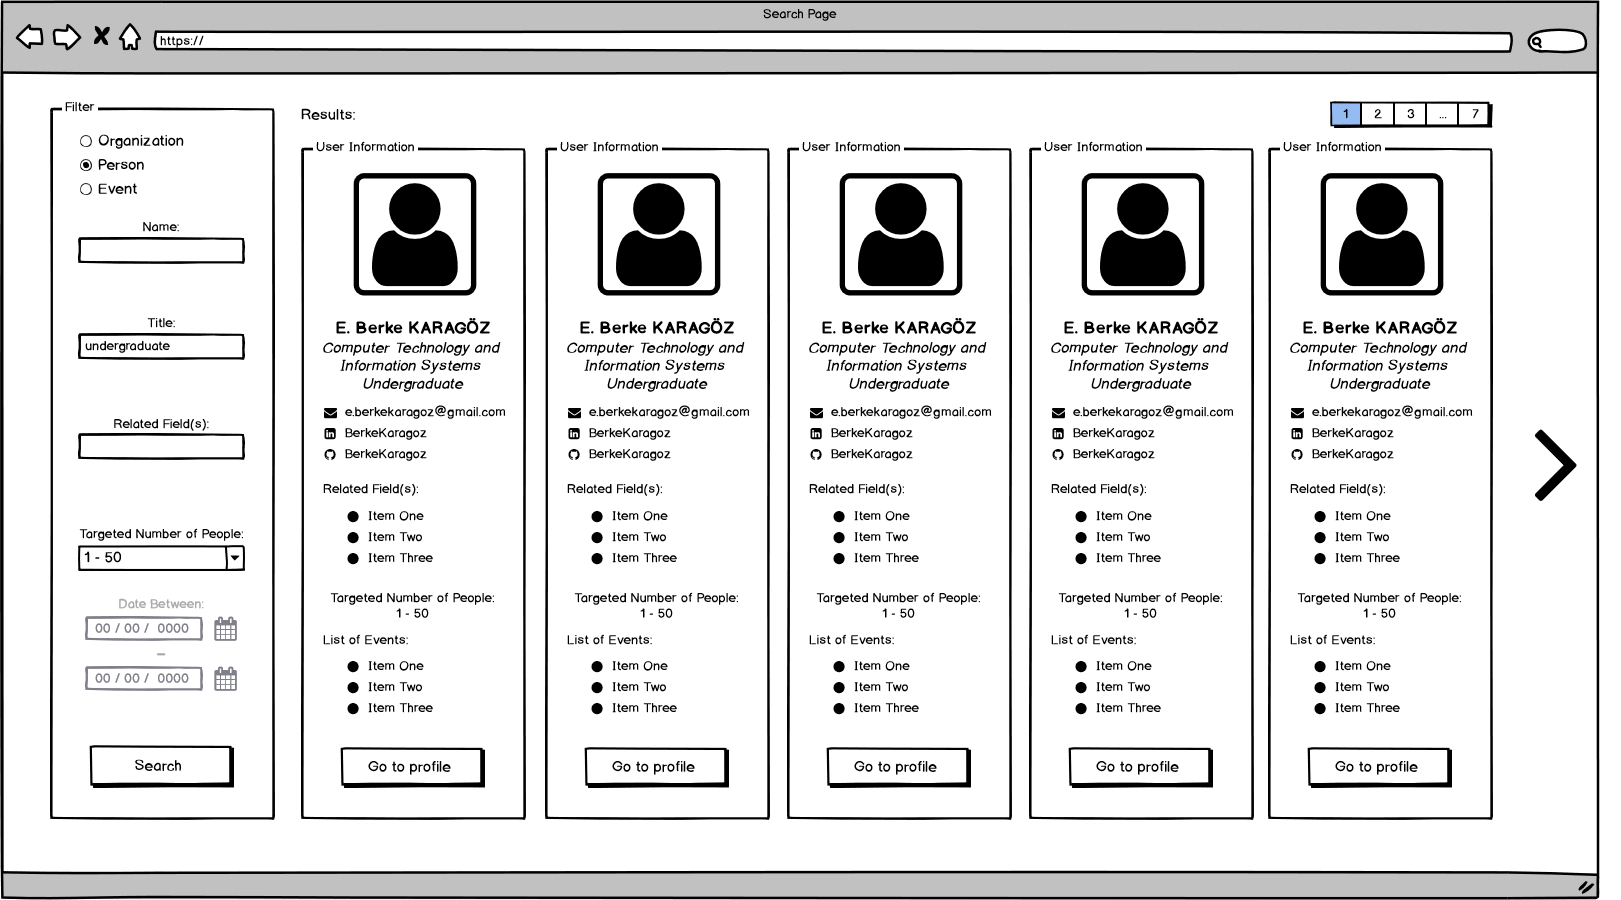 Search Page
https://
Filter
Organization
Person
Event
Name:
Title:
undergraduate
Related Field(s):
Targeted Number of People:
1 - 50
Date Between:
00 / 00 / 0000
–
00 / 00 / 0000
Search
Results:
1 2 3 ... 7
User Information
E. Berke KARAGÖZ
Computer Technology and
Information Systems
Undergraduate
e.berkekaragoz@gmail.com
BerkeKaragoz
BerkeKaragoz
Related Field(s):
Item One
Item Two
Item Three
Targeted Number of People:
1 - 50
List of Events:
Item One
Item Two
Item Three
Go to profile
User Information
E. Berke KARAGÖZ
Computer Technology and
Information Systems
Undergraduate
e.berkekaragoz@gmail.com
BerkeKaragoz
BerkeKaragoz
Related Field(s):
Item One
Item Two
Item Three
Targeted Number of People:
1 - 50
List of Events:
Item One
Item Two
Item Three
Go to profile
User Information
E. Berke KARAGÖZ
Computer Technology and
Information Systems
Undergraduate
e.berkekaragoz@gmail.com
BerkeKaragoz
BerkeKaragoz
Related Field(s):
Item One
Item Two
Item Three
Targeted Number of People:
1 - 50
List of Events:
Item One
Item Two
Item Three
Go to profile
User Information
E. Berke KARAGÖZ
Computer Technology and
Information Systems
Undergraduate
e.berkekaragoz@gmail.com
BerkeKaragoz
BerkeKaragoz
Related Field(s):
Item One
Item Two
Item Three
Targeted Number of People:
1 - 50
List of Events:
Item One
Item Two
Item Three
Go to profile
User Information
E. Berke KARAGÖZ
Computer Technology and
Information Systems
Undergraduate
e.berkekaragoz@gmail.com
BerkeKaragoz
BerkeKaragoz
Related Field(s):
Item One
Item Two
Item Three
Targeted Number of People:
1 - 50
List of Events:
Item One
Item Two
Item Three
Go to profile